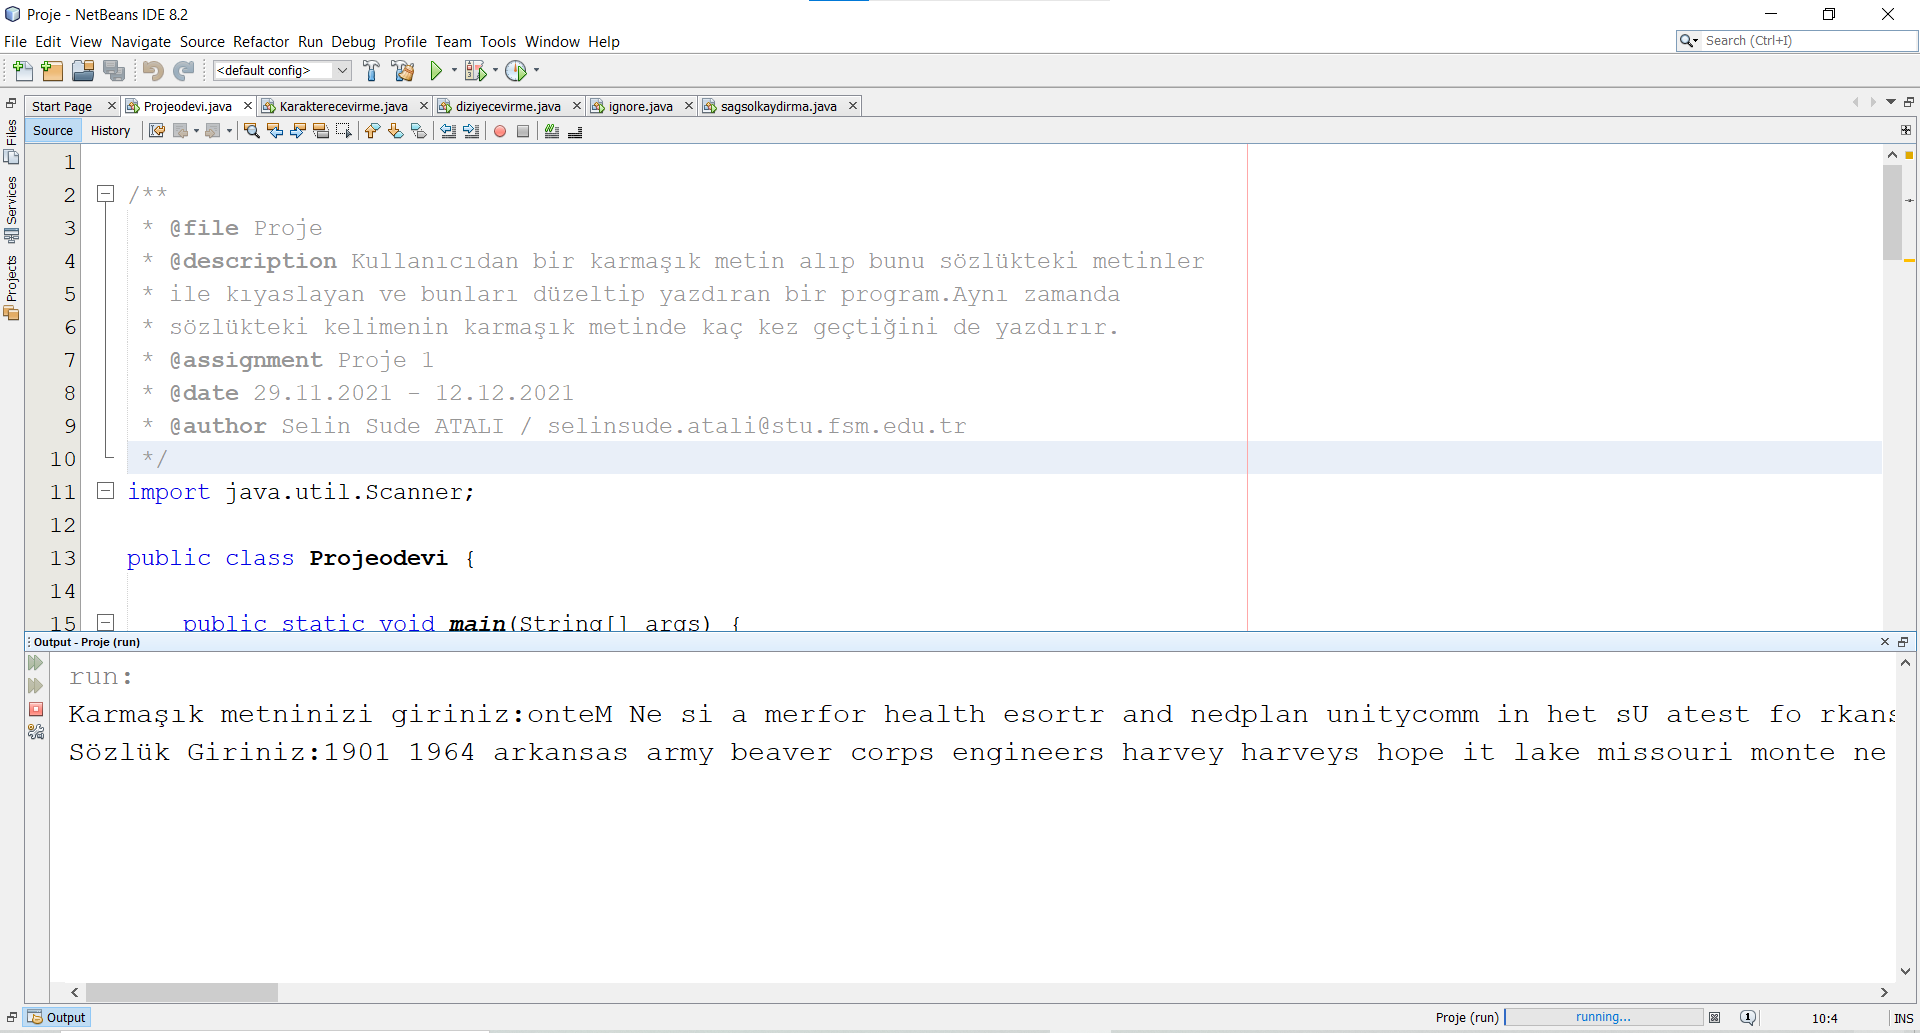 Proje - NetBeans IDE 8.2
File Edit View Navigate Source Refactor Run Debug Profile Team Tools Window Help
Search (Ctrl+I)
<default config>
Start Page Projeodevi.java Karakterecevirme.java diziyecevirme.java ignore.java sagsolkaydirma.java
Source History
Files
Services
Projects
1
2 /**
3 * @file Proje
4 * @description Kullanıcıdan bir karmaşık metin alıp bunu sözlükteki metinler
5 * ile kıyaslayan ve bunları düzeltip yazdıran bir program.Aynı zamanda
6 * sözlükteki kelimenin karmaşık metinde kaç kez geçtiğini de yazdırır.
7 * @assignment Proje 1
8 * @date 29.11.2021 - 12.12.2021
9 * @author Selin Sude ATALI / selinsude.atali@stu.fsm.edu.tr
10 */
11 import java.util.Scanner;
12
13 public class Projeodevi {
14
15 public static void main(String[] args) {
Output - Proje (run)
run:
Karmaşık metninizi giriniz:onteM Ne si a merfor health esortr and nedplan unitycomm in het sU atest fo rkans
Sözlük Giriniz:1901 1964 arkansas army beaver corps engineers harvey harveys hope it lake missouri monte ne
Output
Proje (run) running... 10:4 INS